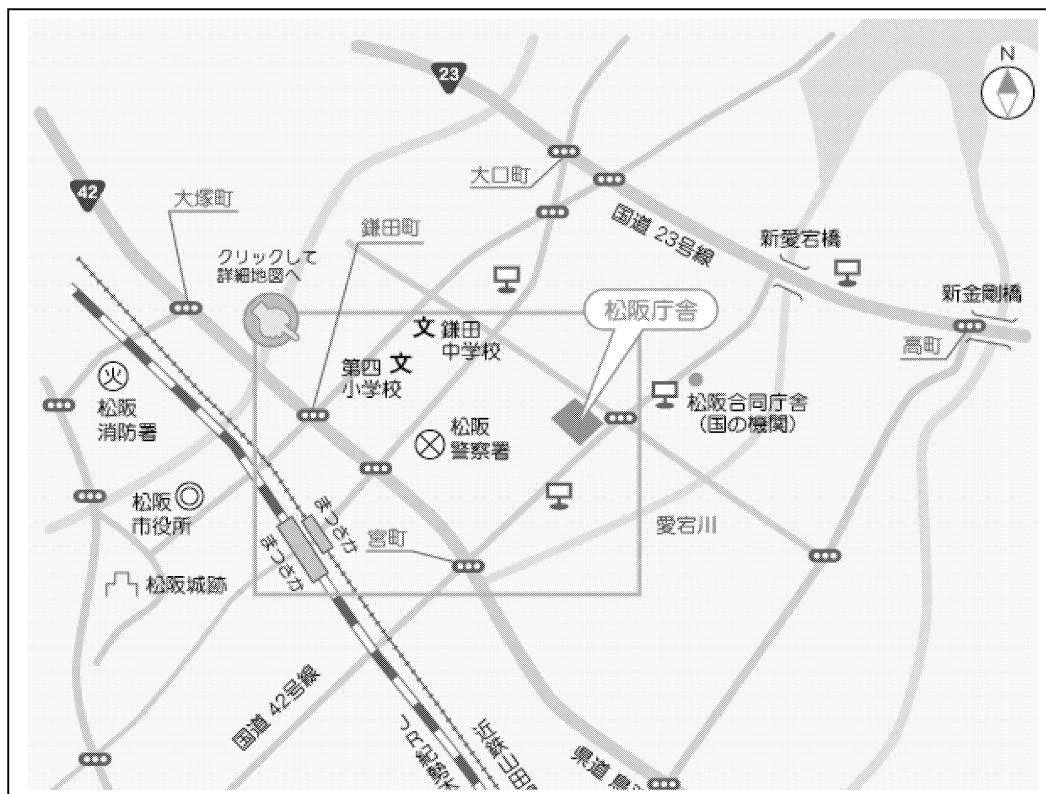 N
23
大口町
42
大塚町
鎌田町
国道 23号線
新愛宕橋
クリックして
詳細地図へ
新金剛橋
松阪庁舎
高町
文 鎌田
中学校
第四 文
小学校
火
松阪
消防署
松阪
警察署
松阪合同庁舎
(国の機関)
松阪
市役所
まつさか
まつさか
宮町
愛宕川
松阪城跡
国道 42号線
近鉄山田
県道 鳥